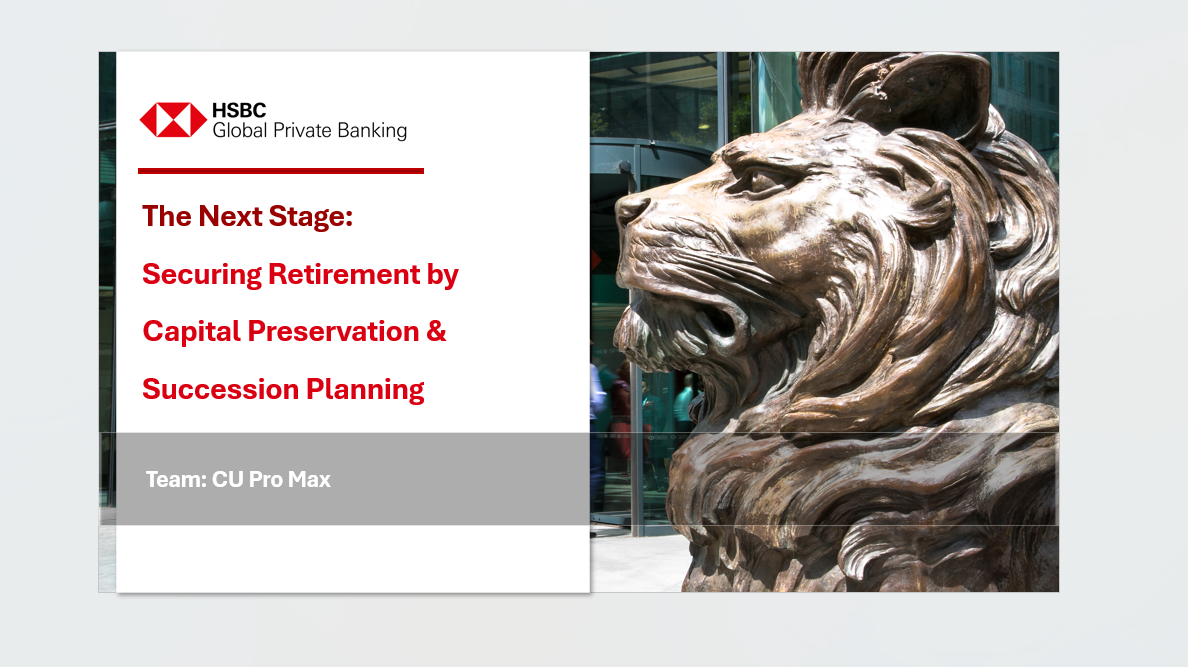 HSBC
Global Private Banking
The Next Stage:
Securing Retirement by
Capital Preservation &
Succession Planning
Team: CU Pro Max